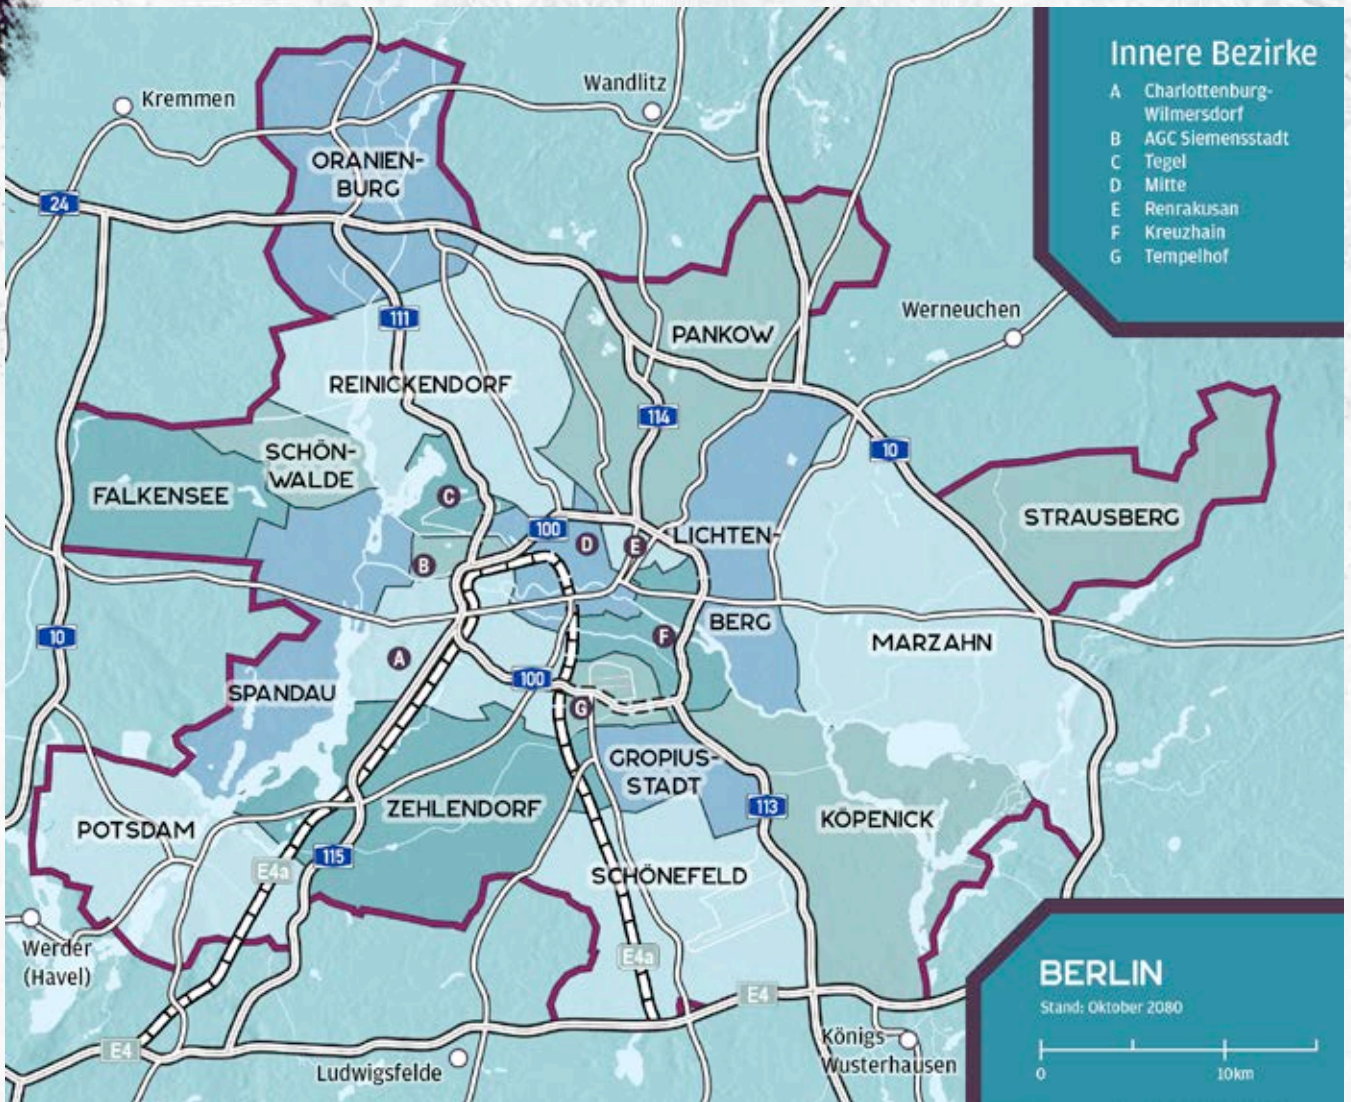 Innere Bezirke
A Charlottenburg-
Wilmersdorf
B AGC Siemensstadt
C Tegel
D Mitte
E Renrakusan
F Kreuzhain
G Tempelhof
Kremmen
Wandlitz
ORANIEN-
BURG
24
111
PANKOW
Werneuchen
REINICKENDORF
114
10
SCHÖN-
WALDE
FALKENSEE
C
STRAUSBERG
100
D
E
LICHTEN-
B
10
F
BERG
MARZAHN
A
100
SPANDAU
G
GROPIUS-
STADT
POTSDAM
ZEHLENDORF
113
KÖPENICK
115
E4a
SCHÖNEFELD
Werder
(Havel)
E4a
E4
E4
Ludwigsfelde
Königs
Wusterhausen
BERLIN
Stand: Oktober 2080
0 10km